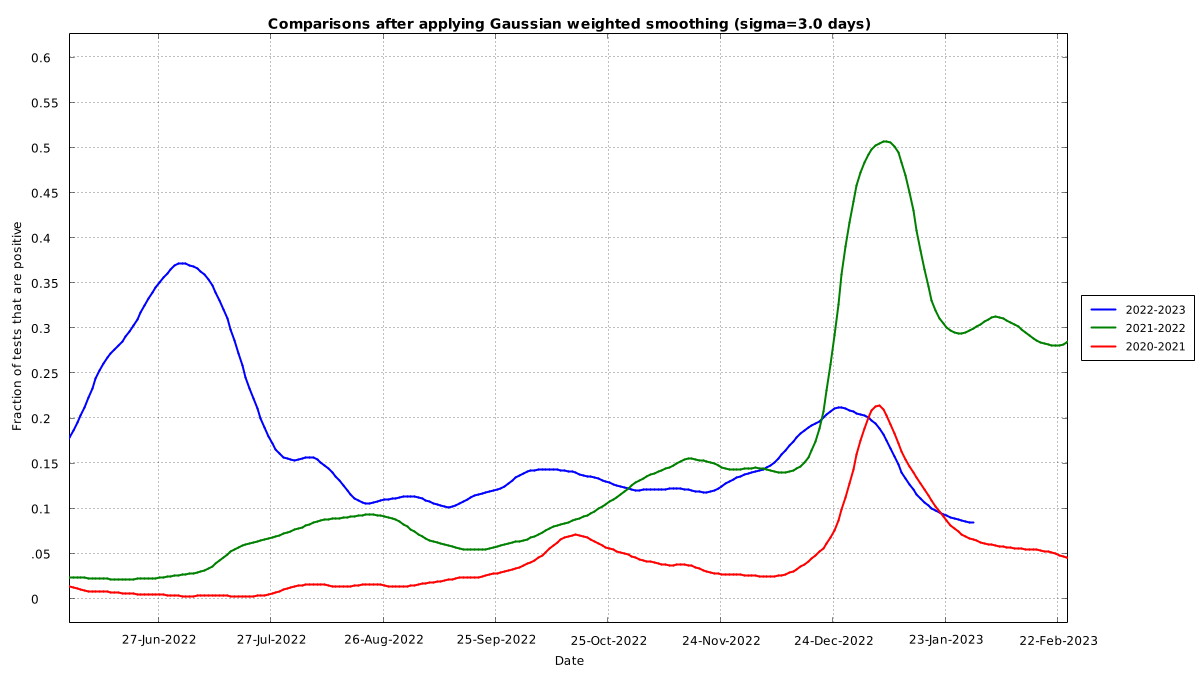 Comparisons after applying Gaussian weighted smoothing (sigma=3.0 days)
0.6
0.55
0.5
0.45
0.4
0.35
0.3
0.25
0.2
0.15
0.1
.05
0
Fraction of tests that are positive
27-Jun-2022
27-Jul-2022
26-Aug-2022
25-Sep-2022
25-Oct-2022
24-Nov-2022
24-Dec-2022
23-Jan-2023
22-Feb-2023
Date
2022-2023
2021-2022
2020-2021